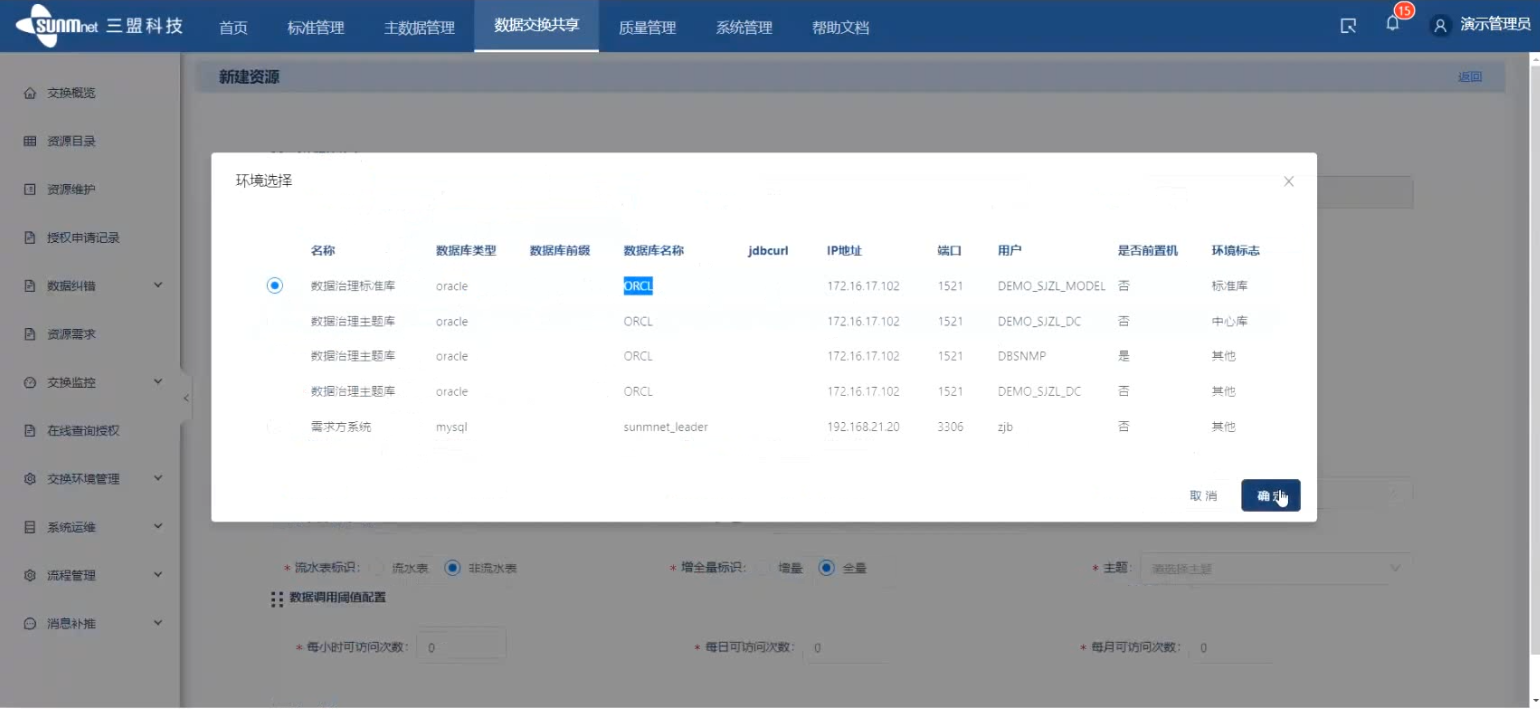 sunmnet 三盟科技 首页 标准管理 主数据管理 数据交换共享 质量管理 系统管理 帮助文档 15 演示管理员
新建资源 返回
交换概览
资源目录
资源维护
授权申请记录
数据纠错
资源需求
交换监控
在线查询授权
交换环境管理
系统运维
流程管理
消息补推
环境选择
名称 数据库类型 数据库前缀 数据库名称 jdbcurl IP地址 端口 用户 是否前置机 环境标志
数据治理标准库 oracle ORCL 172.16.17.102 1521 DEMO_SJZL_MODEL 否 标准库
数据治理主题库 oracle ORCL 172.16.17.102 1521 DEMO_SJZL_DC 否 中心库
数据治理主题库 oracle ORCL 172.16.17.102 1521 DBSNMP 是 其他
数据治理主题库 oracle ORCL 172.16.17.102 1521 DEMO_SJZL_DC 否 其他
需求方系统 mysql sunmnet_leader 192.168.21.20 3306 zjb 否 其他
取消 确定
* 流水表标识: 流水表 非流水表 * 增全量标识: 增量 全量 * 主题: 请选择主题
数据调用阈值配置
* 每小时可访问次数: 0 * 每日可访问次数: 0 * 每月可访问次数: 0